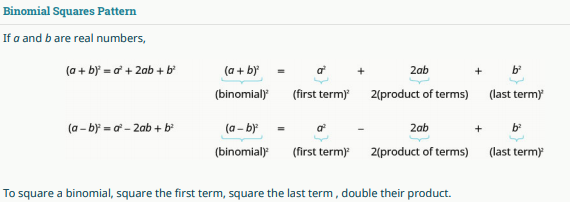 Binomial Squares Pattern
If a and b are real numbers,
(a + b)² = a² + 2ab + b² (a + b)² = a² + 2ab + b²
(binomial)² (first term)² 2(product of terms) (last term)²
(a – b)² = a² – 2ab + b² (a – b)² = a² – 2ab + b²
(binomial)² (first term)² 2(product of terms) (last term)²
To square a binomial, square the first term, square the last term , double their product.